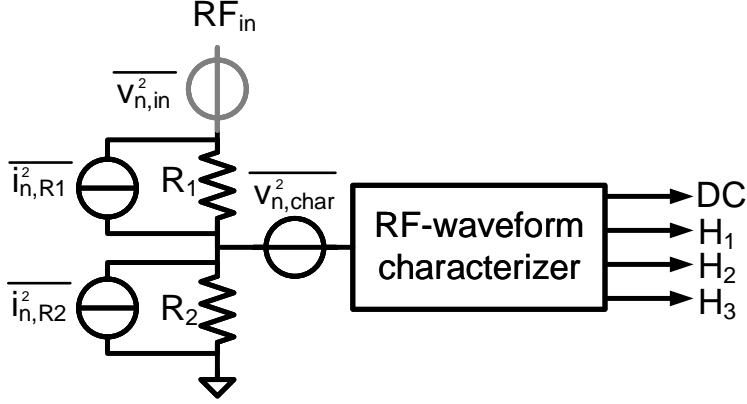 RFin
v²n,in
i²n,R1
R1
v²n,char
RF-waveform
characterizer
DC
H1
H2
H3
i²n,R2
R2